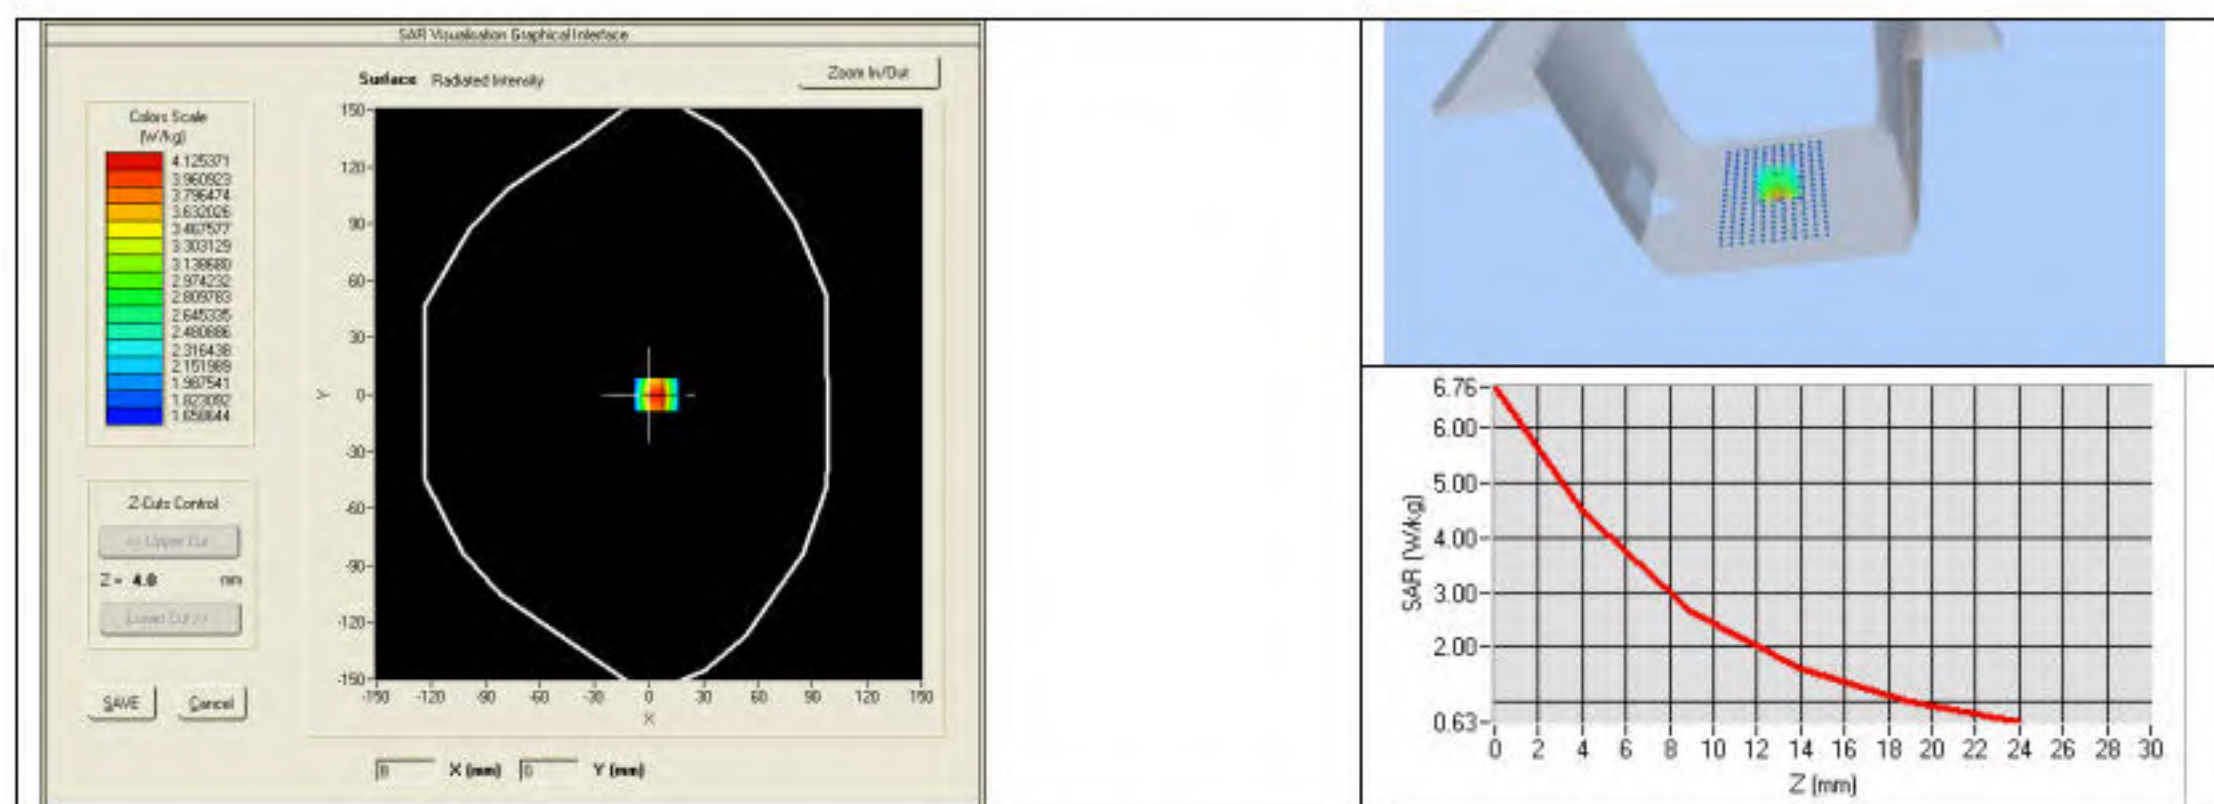 SAR Visualisation Graphical Interface
Surface Radiated Intensity
Zoom In/Out
Colors Scale
(W/kg)
4.125371
3.960923
3.796474
3.632026
3.467577
3.303129
3.138680
2.974232
2.809783
2.645335
2.480886
2.316438
2.151989
1.987541
1.823092
1.658644
150
120
90
60
30
0
-30
-60
-90
-120
-150
Y
-150 -120 -90 -60 -30 0 30 60 90 120 150
X
Z-Cuts Control
<< Upper Cut
Z = 4.0 mm
Lower Cut >>
SAVE Cancel
X (mm) Y (mm)
6.76
6.00
5.00
4.00
3.00
2.00
0.63
SAR (W/kg)
0 2 4 6 8 10 12 14 16 18 20 22 24 26 28 30
Z (mm)